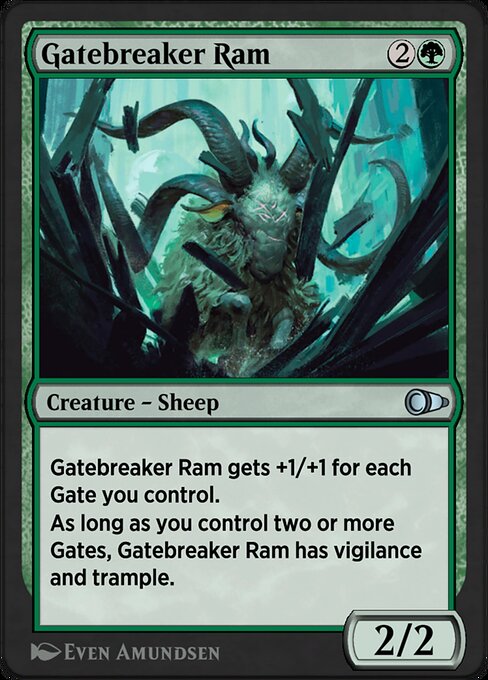 Gatebreaker Ram 2
Creature – Sheep
Gatebreaker Ram gets +1/+1 for each
Gate you control.
As long as you control two or more
Gates, Gatebreaker Ram has vigilance
and trample.
2/2
Even Amundsen